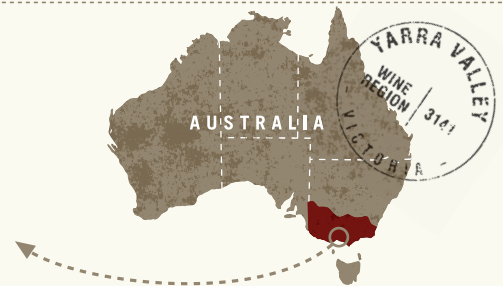 AUSTRALIA
YARRA VALLEY
WINE
REGION
3141
VICTORIA